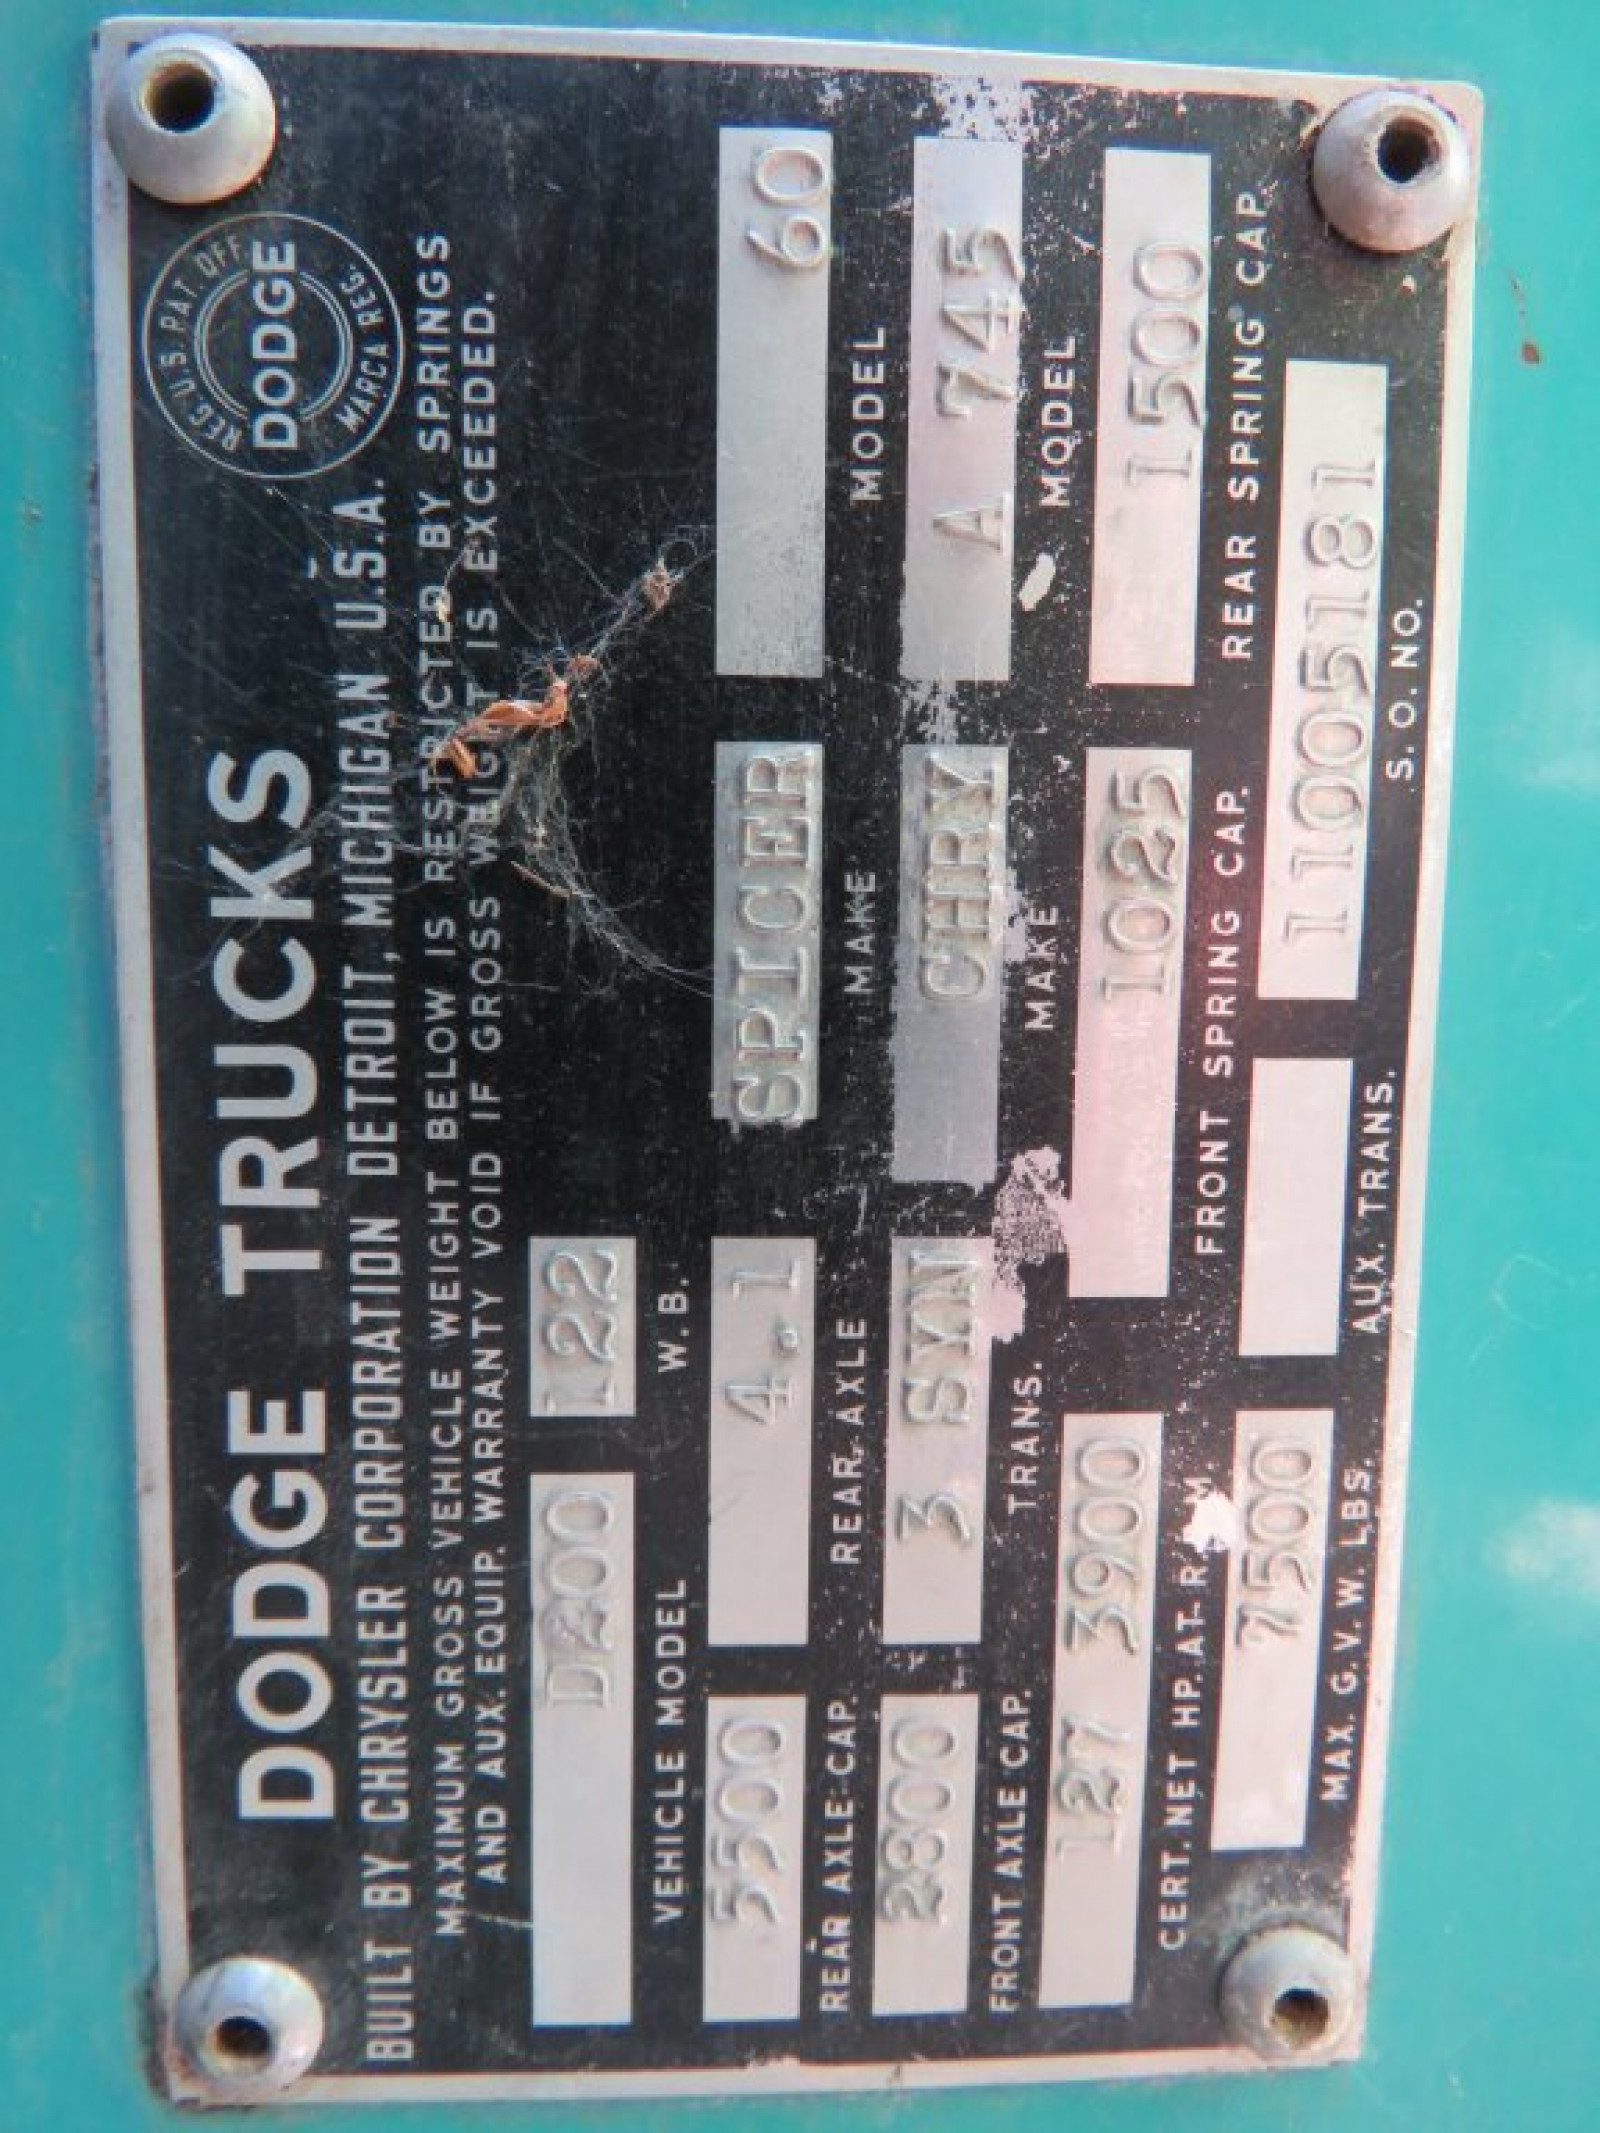 DODGE TRUCKS
REG. U.S. PAT. OFF.
DODGE
MARCA REG.
BUILT BY CHRYSLER CORPORATION DETROIT, MICHIGAN U.S.A.
MAXIMUM GROSS VEHICLE WEIGHT BELOW IS RESTRICTED BY SPRINGS
AND AUX. EQUIP. WARRANTY VOID IF GROSS WEIGHT IS EXCEEDED.
D200 122
VEHICLE MODEL W.B.
5500 4.1 SPICER 60
REAR AXLE CAP. REAR AXLE MAKE MODEL
2800 3 SYN CHRY A 745
FRONT AXLE CAP. TRANS. MAKE MODEL
127 3900 1025 1500
CERT. NET HP. AT R.P.M. FRONT SPRING CAP. REAR SPRING CAP.
7500 11005181
MAX. G. V. W. LBS. AUX. TRANS. S. O. NO.